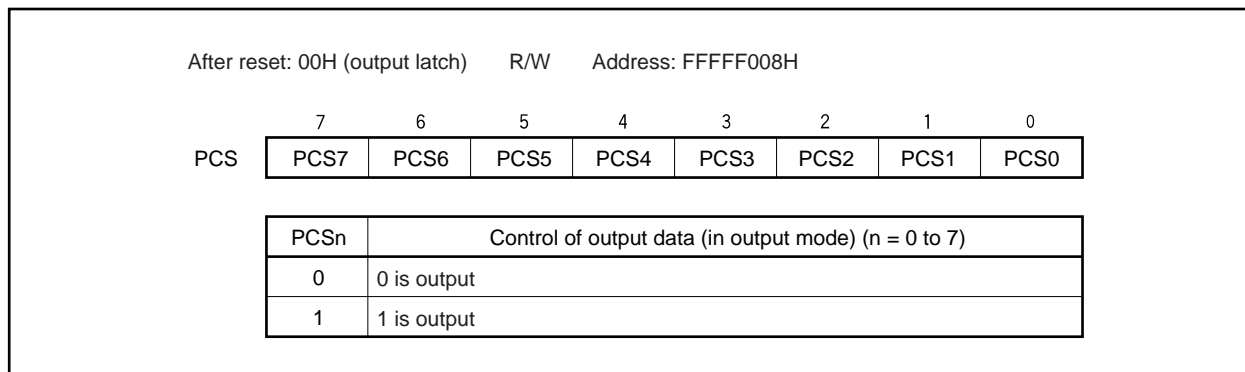 After reset: 00H (output latch) R/W Address: FFFFF008H
7 6 5 4 3 2 1 0
PCS PCS7 PCS6 PCS5 PCS4 PCS3 PCS2 PCS1 PCS0
PCSn Control of output data (in output mode) (n = 0 to 7)
0 0 is output
1 1 is output